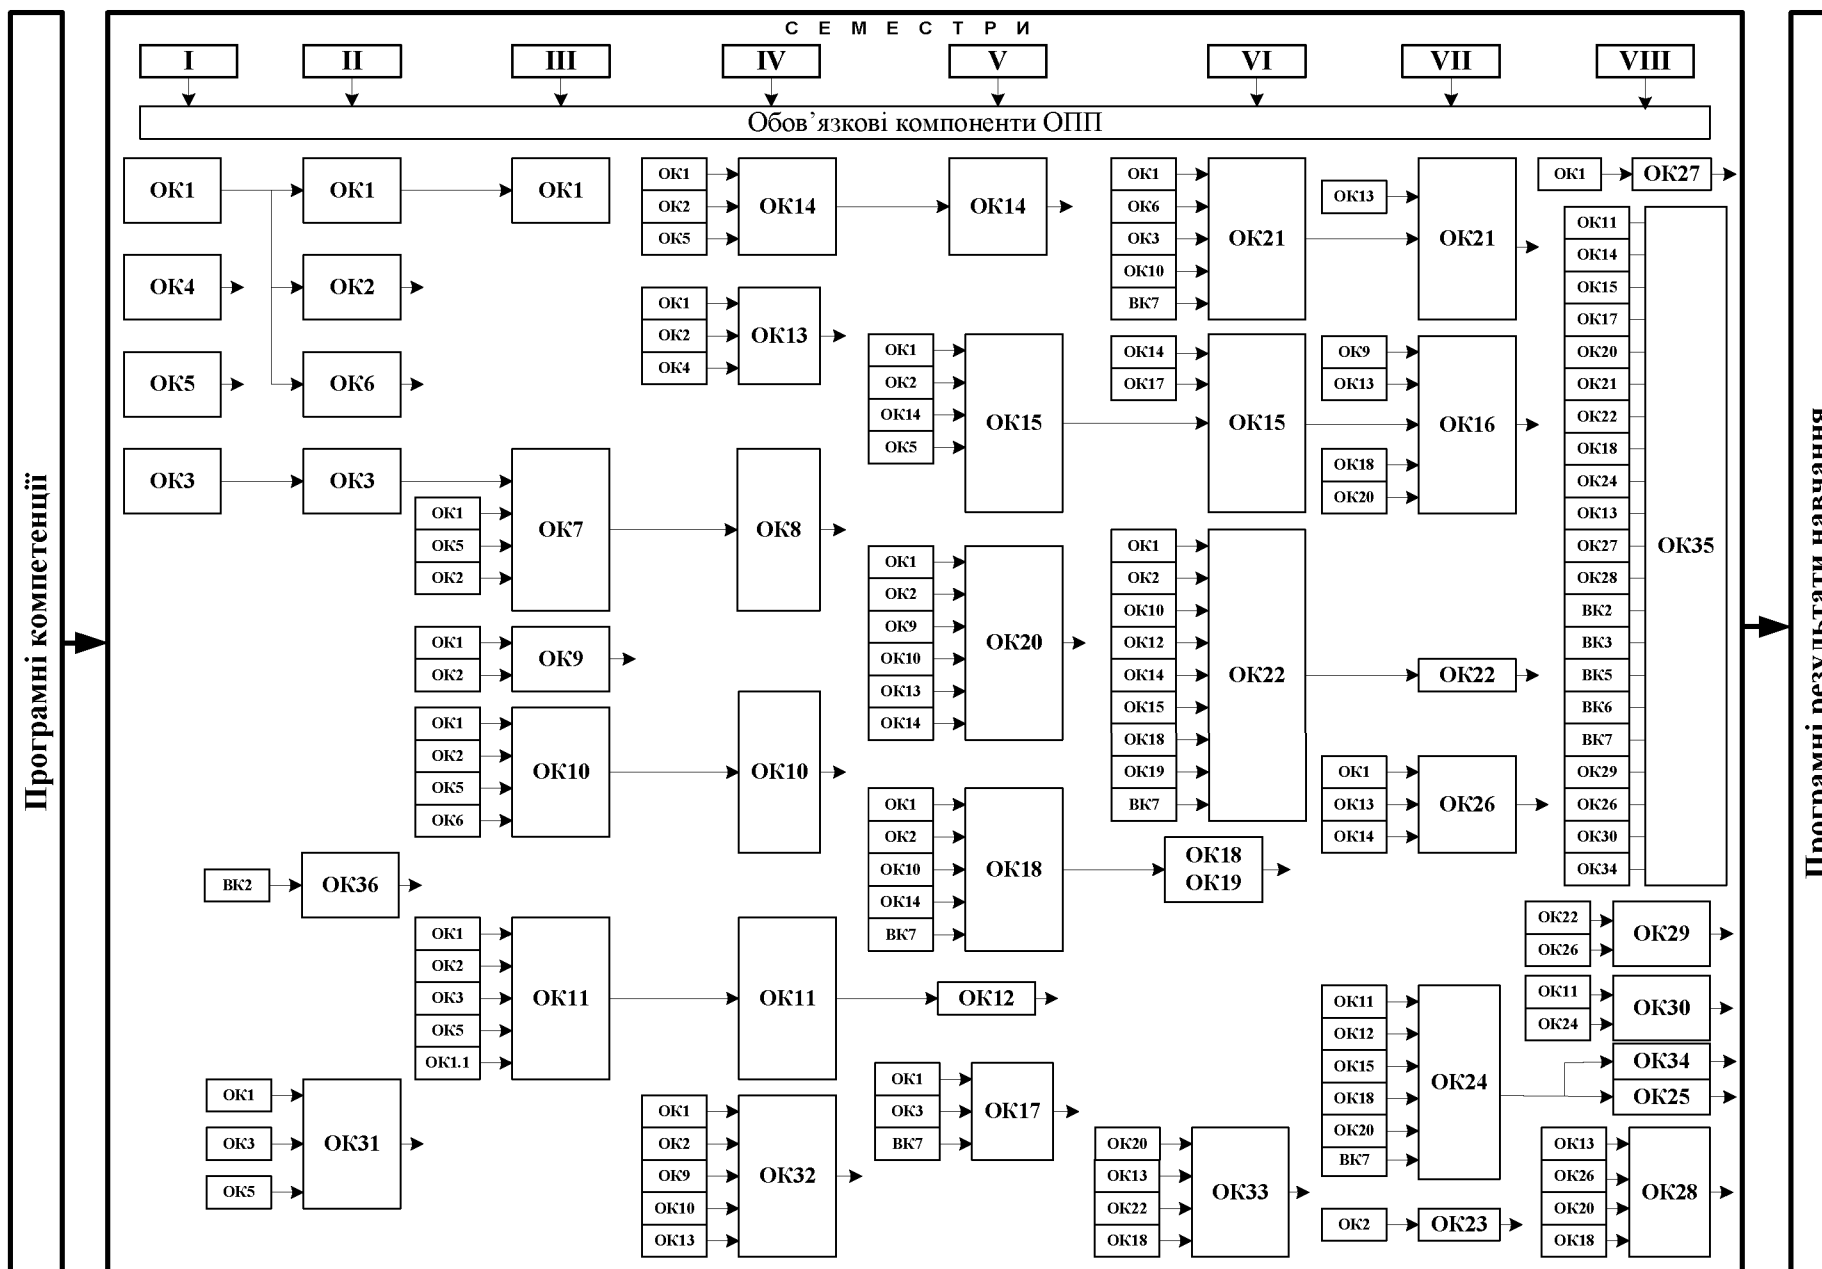 Програмні компетенції
С Е М Е С Т Р И
I
II
III
IV
V
VI
VII
VIII
Обов’язкові компоненти ОПП
ОК1
ОК4
ОК5
ОК3
ОК1
ОК2
ОК6
ОК3
ВК2
ОК36
ОК1
ОК3
ОК5
ОК31
ОК1
ОК1
ОК5
ОК2
ОК7
ОК1
ОК2
ОК9
ОК1
ОК2
ОК5
ОК6
ОК10
ОК1
ОК2
ОК3
ОК5
ОК1.1
ОК11
ОК1
ОК2
ОК5
ОК14
ОК1
ОК2
ОК4
ОК13
ОК8
ОК10
ОК11
ОК1
ОК2
ОК9
ОК10
ОК13
ОК32
ОК14
ОК1
ОК2
ОК14
ОК5
ОК15
ОК1
ОК2
ОК9
ОК10
ОК13
ОК14
ОК20
ОК1
ОК2
ОК10
ОК14
ВК7
ОК18
ОК12
ОК1
ОК3
ВК7
ОК17
ОК1
ОК6
ОК3
ОК10
ВК7
ОК21
ОК14
ОК17
ОК15
ОК1
ОК2
ОК10
ОК12
ОК14
ОК15
ОК18
ОК19
ВК7
ОК22
ОК18
ОК19
ОК20
ОК13
ОК22
ОК18
ОК33
ОК13
ОК21
ОК9
ОК13
ОК18
ОК20
ОК16
ОК22
ОК1
ОК13
ОК14
ОК26
ОК11
ОК12
ОК15
ОК18
ОК20
ВК7
ОК24
ОК2
ОК23
ОК1
ОК27
ОК11
ОК14
ОК15
ОК17
ОК20
ОК21
ОК22
ОК18
ОК24
ОК13
ОК27
ОК28
ВК2
ВК3
ВК5
ВК6
ВК7
ОК29
ОК26
ОК30
ОК34
ОК35
ОК22
ОК26
ОК29
ОК11
ОК24
ОК30
ОК34
ОК25
ОК13
ОК26
ОК20
ОК18
ОК28
Програмні результати навчання